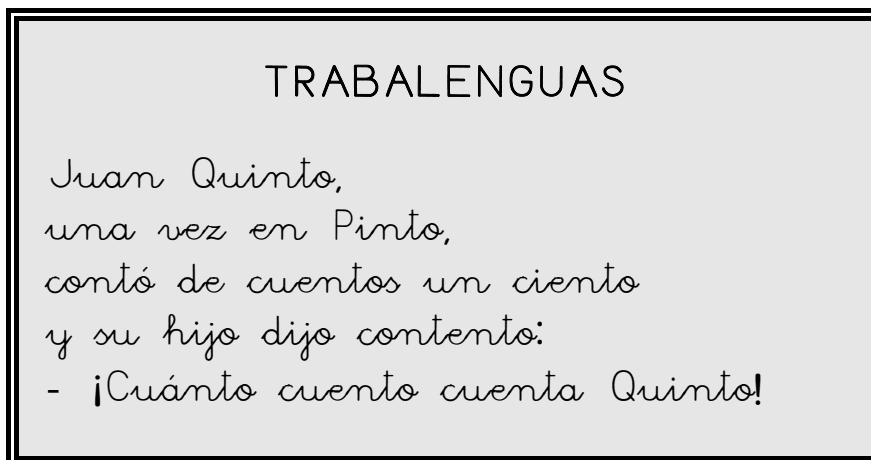 TRABALENGUAS
Juan Quinto,
una vez en Pinto,
contó de cuentos un ciento
y su hijo dijo contento:
- ¡Cuánto cuento cuenta Quinto!